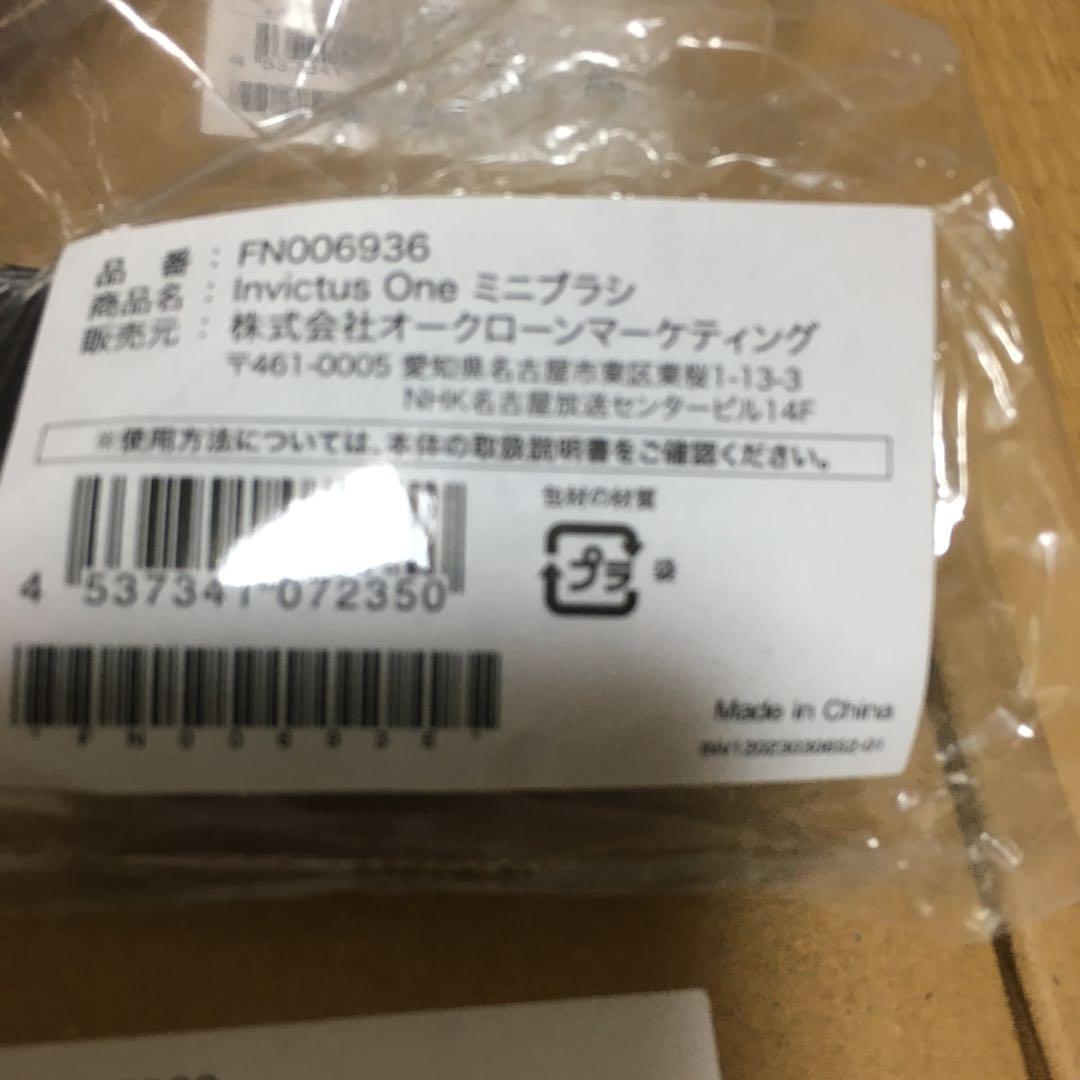 4 537341
品 番 : FN006936
商品名 : Invictus One ミニブラシ
販売元 : 株式会社オークローンマーケティング
〒461-0005 愛知県名古屋市東区東桜1-13-3
NHK名古屋放送センタービル14F
※使用方法については、本体の取扱説明書をご確認ください。
包材の材質
プラ 袋
4 537341 072350
*FN006936*
Made in China